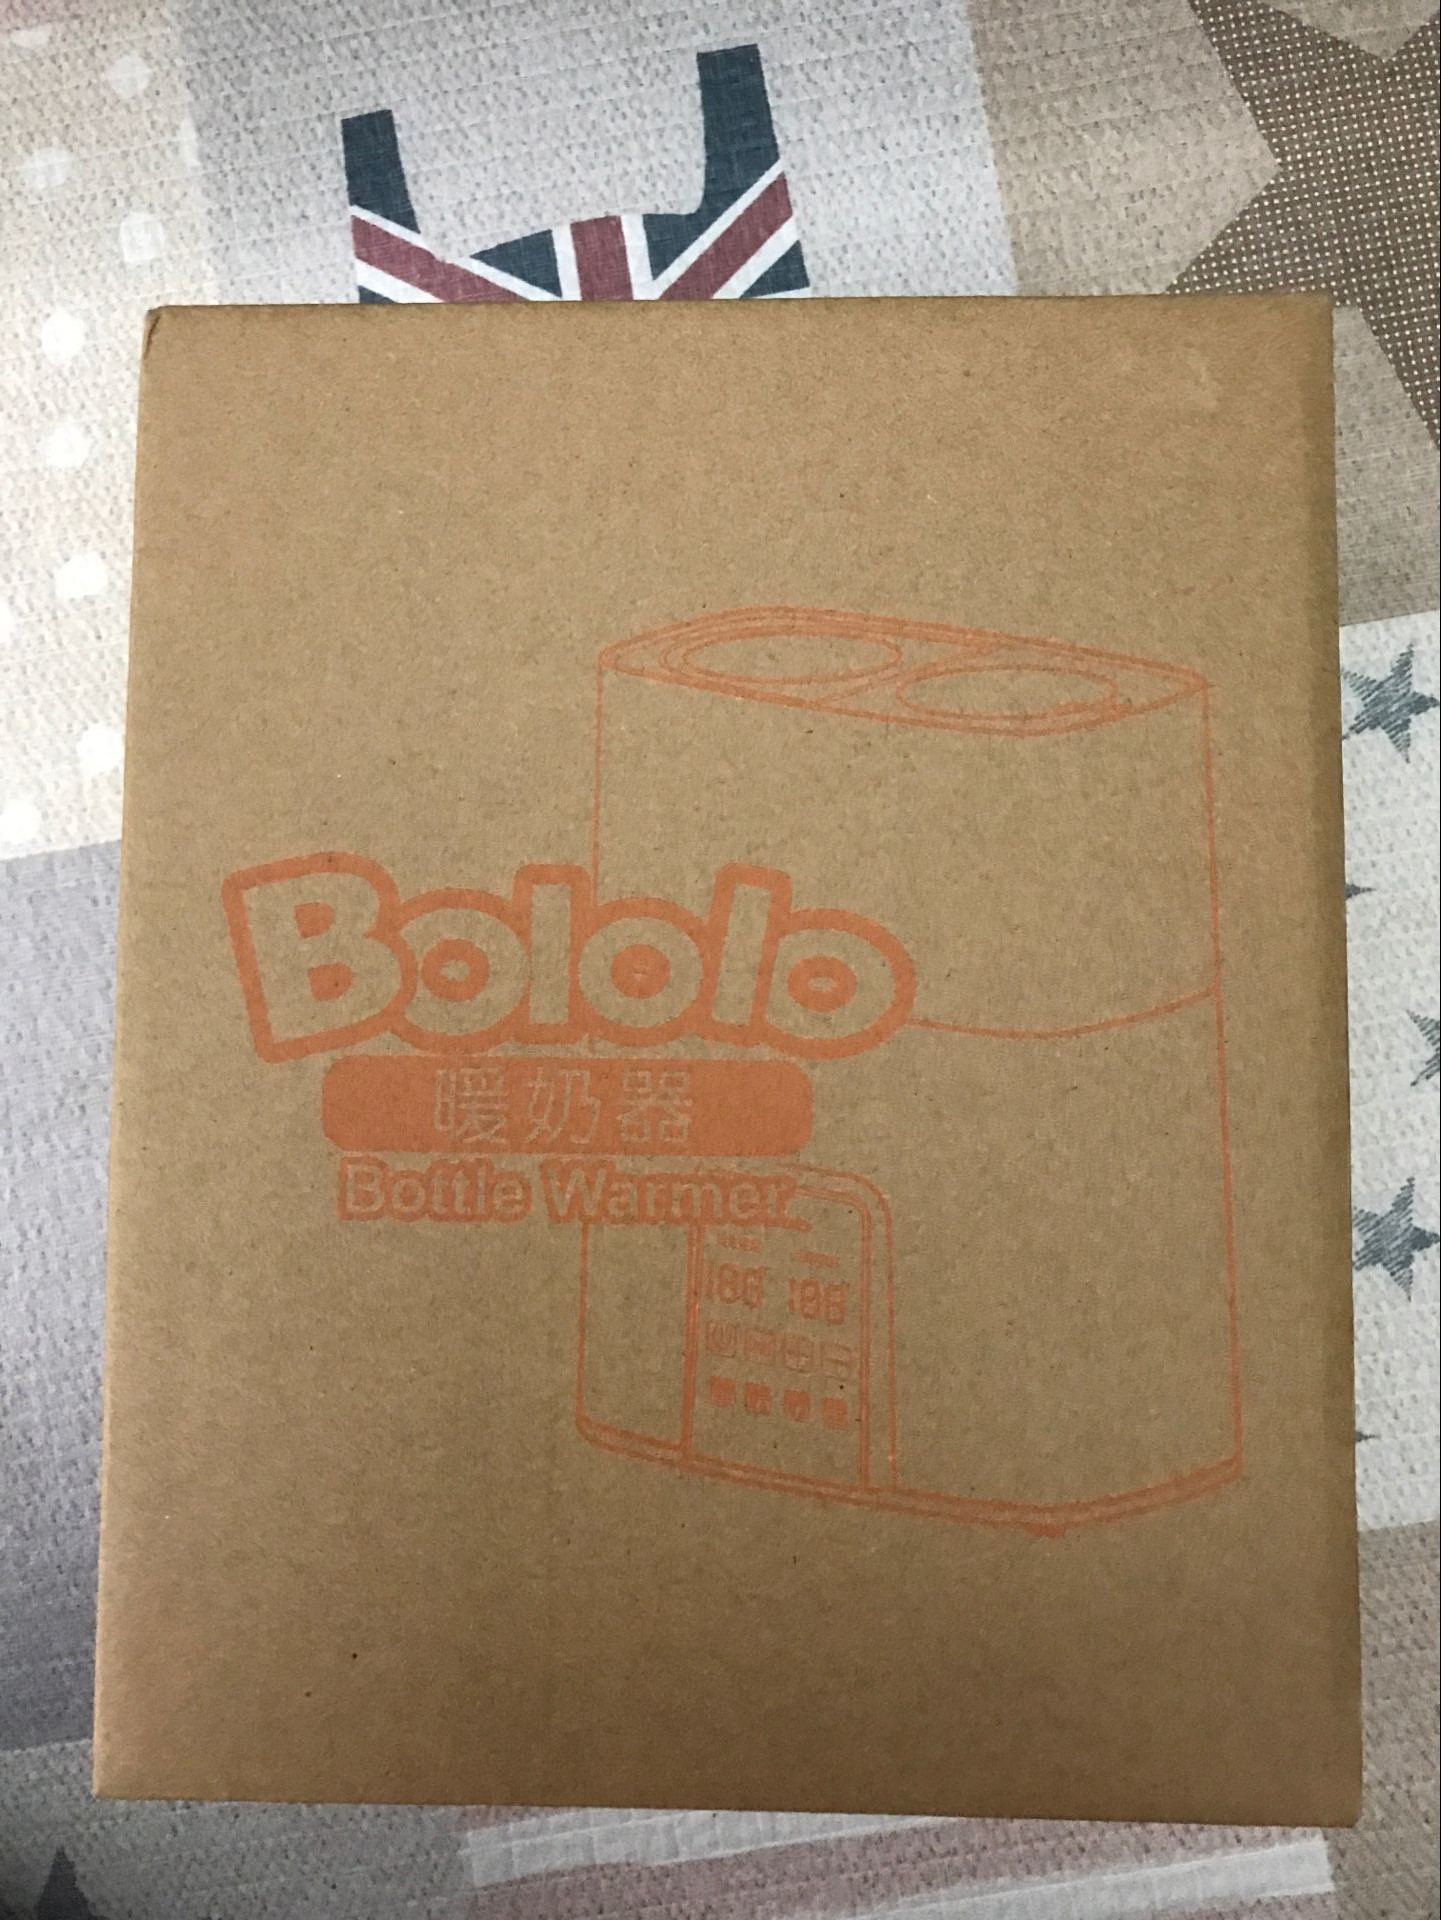 Bololo
暖奶器
Bottle Warmer